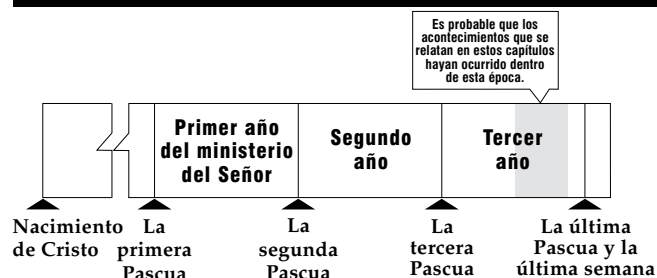 Es probable que los
acontecimientos que se
relatan en estos capítulos
hayan ocurrido dentro
de esta época.
Primer año
del ministerio
del Señor
Segundo
año
Tercer
año
Nacimiento
de Cristo
La
primera
Pascua
La
segunda
Pascua
La
tercera
Pascua
La última
Pascua y la
última semana